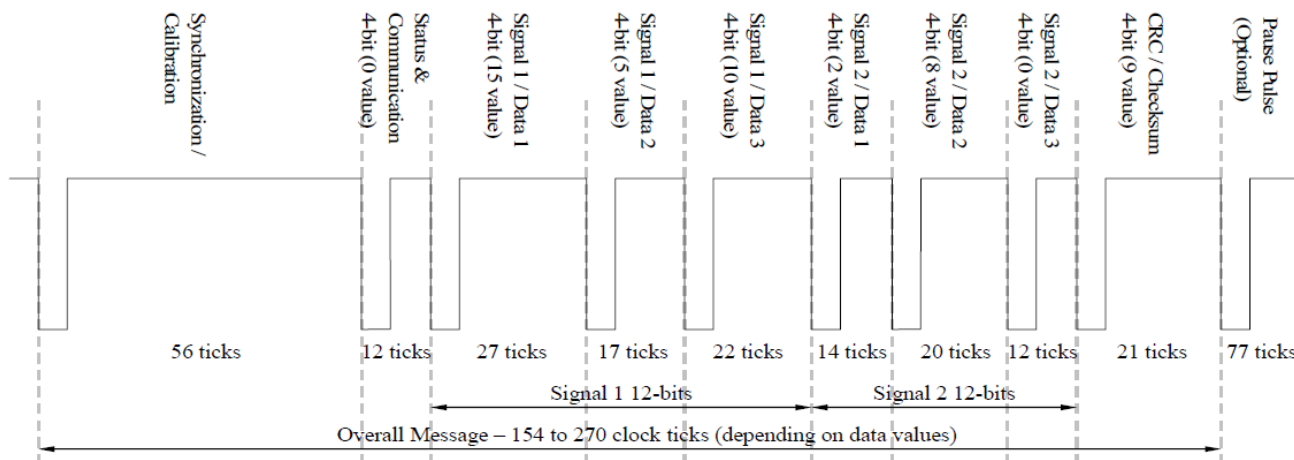 Synchronization /
Calibration
Status &
Communication
4-bit (0 value)
Signal 1 / Data 1
4-bit (15 value)
Signal 1 / Data 2
4-bit (5 value)
Signal 1 / Data 3
4-bit (10 value)
Signal 2 / Data 1
4-bit (2 value)
Signal 2 / Data 2
4-bit (8 value)
Signal 2 / Data 3
4-bit (0 value)
CRC / Checksum
4-bit (9 value)
Pause Pulse
(Optional)
56 ticks
12 ticks
27 ticks
17 ticks
22 ticks
14 ticks
20 ticks
12 ticks
21 ticks
77 ticks
Signal 1 12-bits
Signal 2 12-bits
Overall Message – 154 to 270 clock ticks (depending on data values)